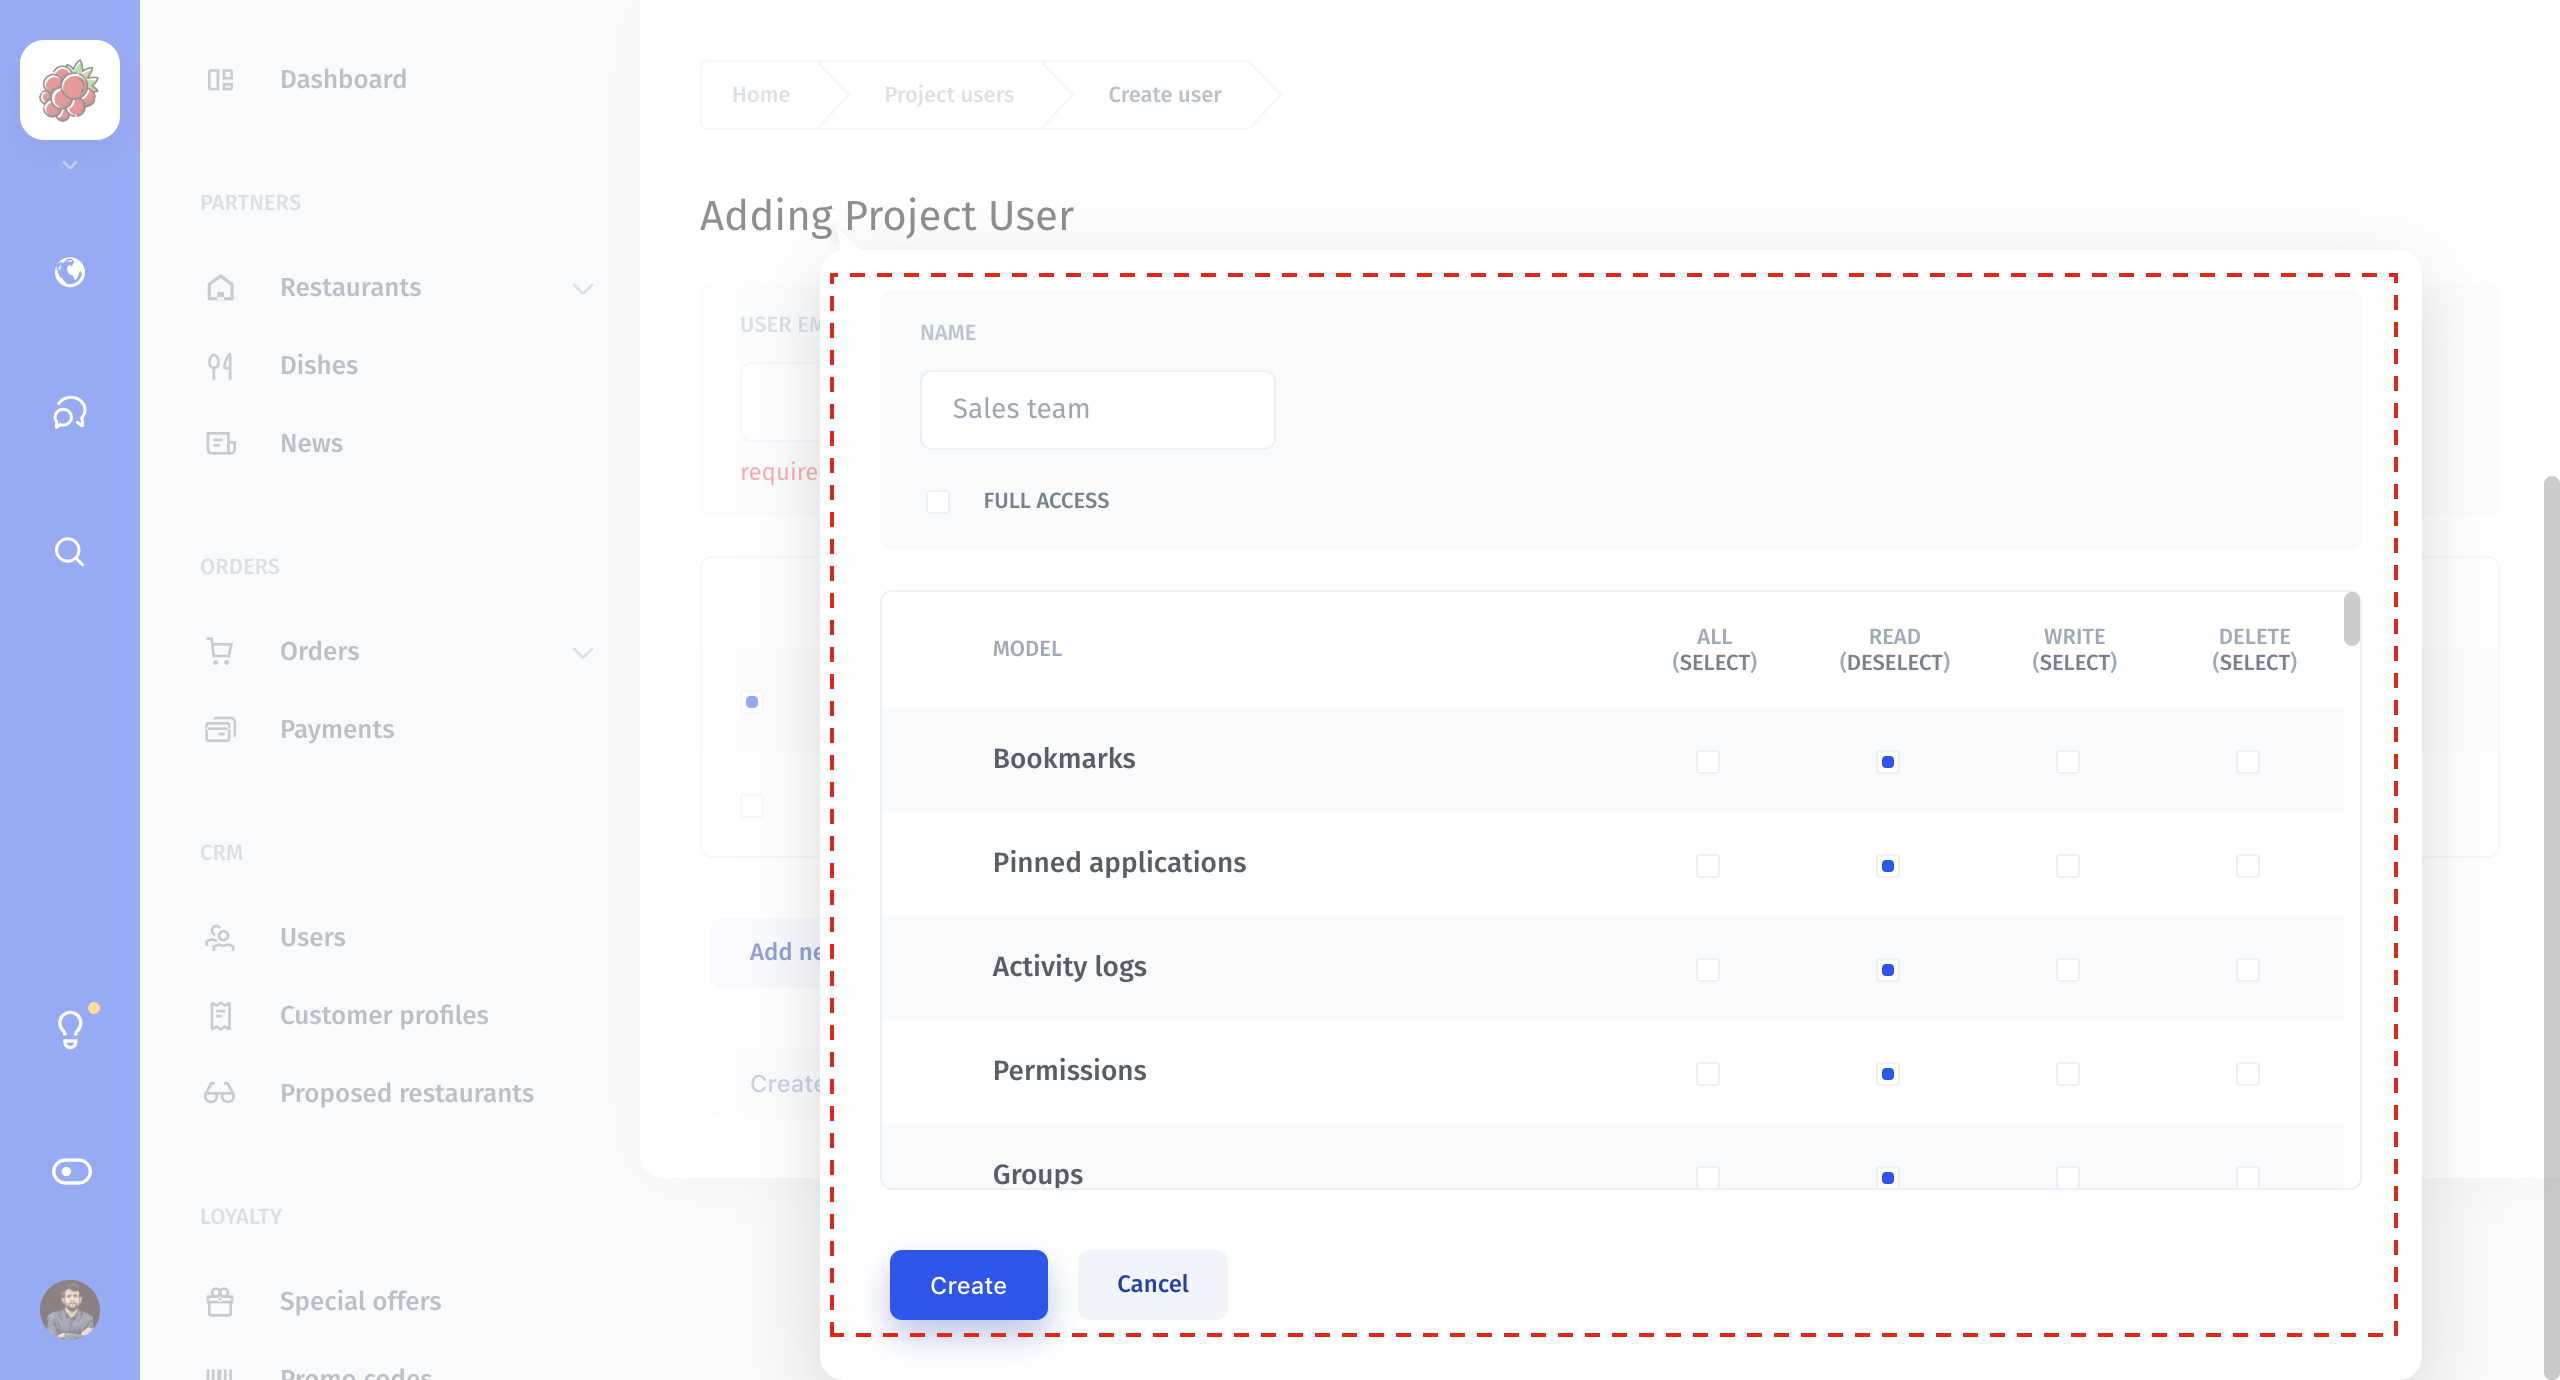 Dashboard
PARTNERS
Restaurants
Dishes
News
ORDERS
Orders
Payments
CRM
Users
Customer profiles
Proposed restaurants
LOYALTY
Special offers
Promo codes
Home
Project users
Create user
Adding Project User
USER EM
require
Add ne
Create
NAME
Sales team
FULL ACCESS
MODEL
ALL
(SELECT)
READ
(DESELECT)
WRITE
(SELECT)
DELETE
(SELECT)
Bookmarks
Pinned applications
Activity logs
Permissions
Groups
Create
Cancel